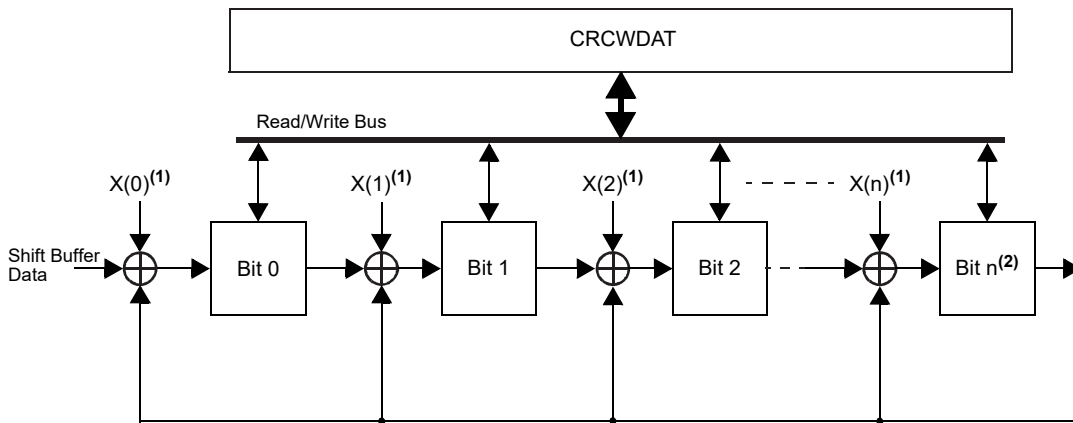 CRCWDAT
Read/Write Bus
X(0)(1)
X(1)(1)
X(2)(1)
X(n)(1)
Shift Buffer
Data
Bit 0
Bit 1
Bit 2
Bit n(2)